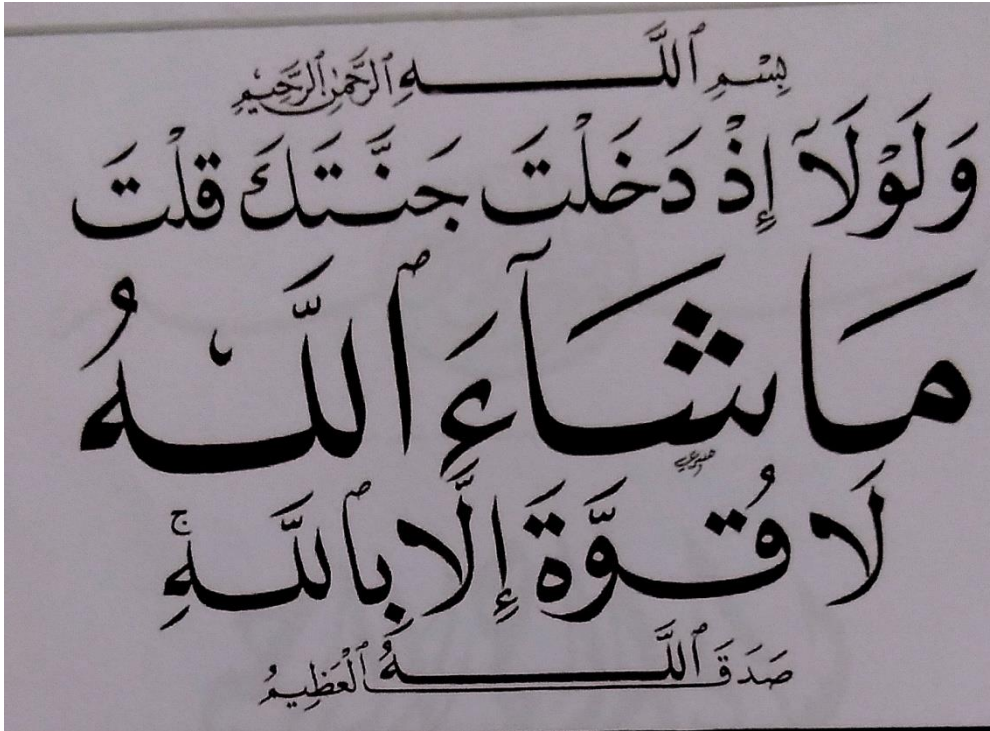 بِسْمِ ٱللَّهِ ٱلرَّحْمَٰنِ ٱلرَّحِيمِ
وَلَوْلَآ إِذْ دَخَلْتَ جَنَّتَكَ قُلْتَ
مَا شَآءَ ٱللَّهُ
لَا قُوَّةَ إِلَّا بِٱللَّهِ ۚ
صَدَقَ ٱللَّهُ ٱلْعَظِيمُ